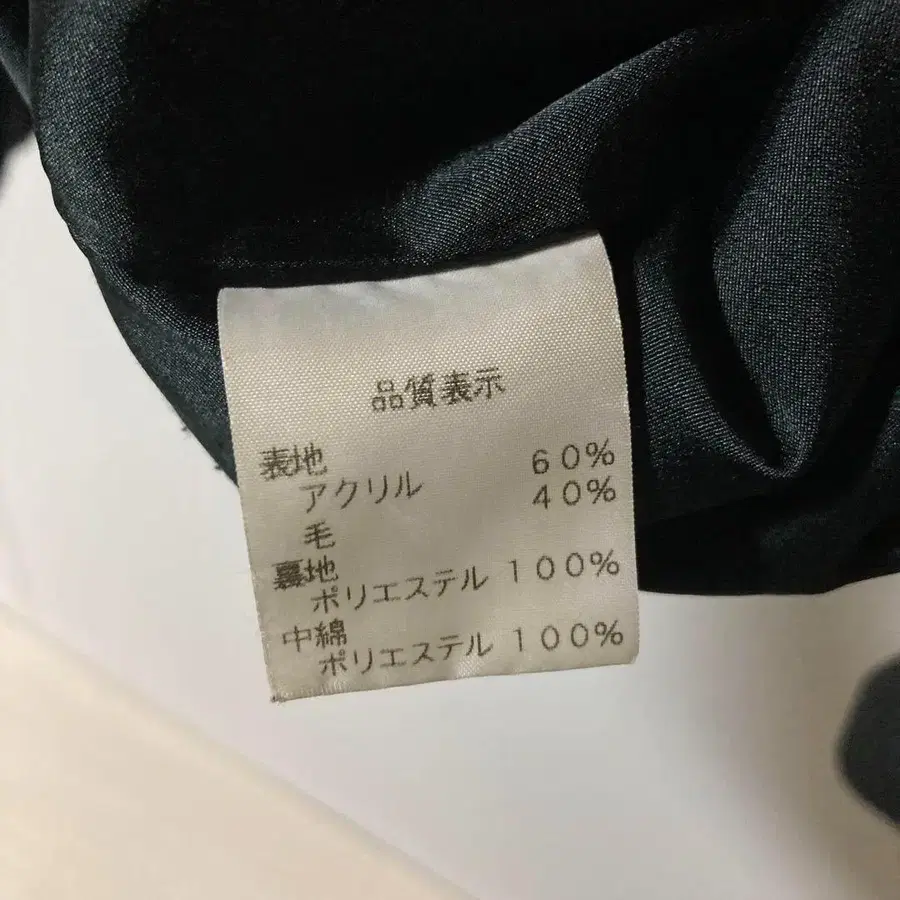 品質表示
表地
アクリル 60%
毛 40%
裏地
ポリエステル 100%
中綿
ポリエステル 100%